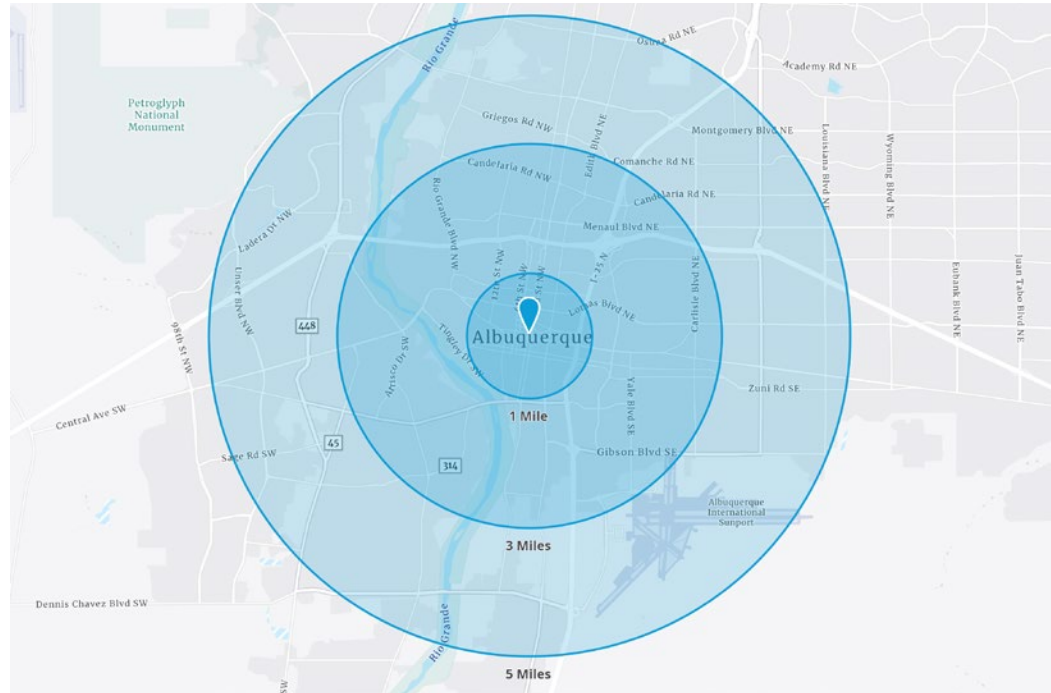 Rio Grande
Osuna Rd NE
Academy Rd NE
Petroglyph
National
Monument
Griegos Rd NW
Edith Blvd NE
Montgomery Blvd NE
Louisiana Blvd NE
Wyoming Blvd NE
Candelaria Rd NW
Comanche Rd NE
Rio Grande Blvd NW
Candelaria Rd NE
Ladera Dr NW
Menaul Blvd NE
12th St NW
I-25 N
Unser Blvd NW
Carlisle Blvd NE
Eubank Blvd NE
Juan Tabo Blvd NE
Lomas Blvd NE
448
98th St NW
Albuquerque
Tingley Dr SW
Arisco Dr SW
Yale Blvd SE
Zuni Rd SE
Central Ave SW
1 Mile
45
Sage Rd SW
314
Gibson Blvd SE
Albuquerque
International
Sunport
3 Miles
Dennis Chavez Blvd SW
Rio Grande
5 Miles